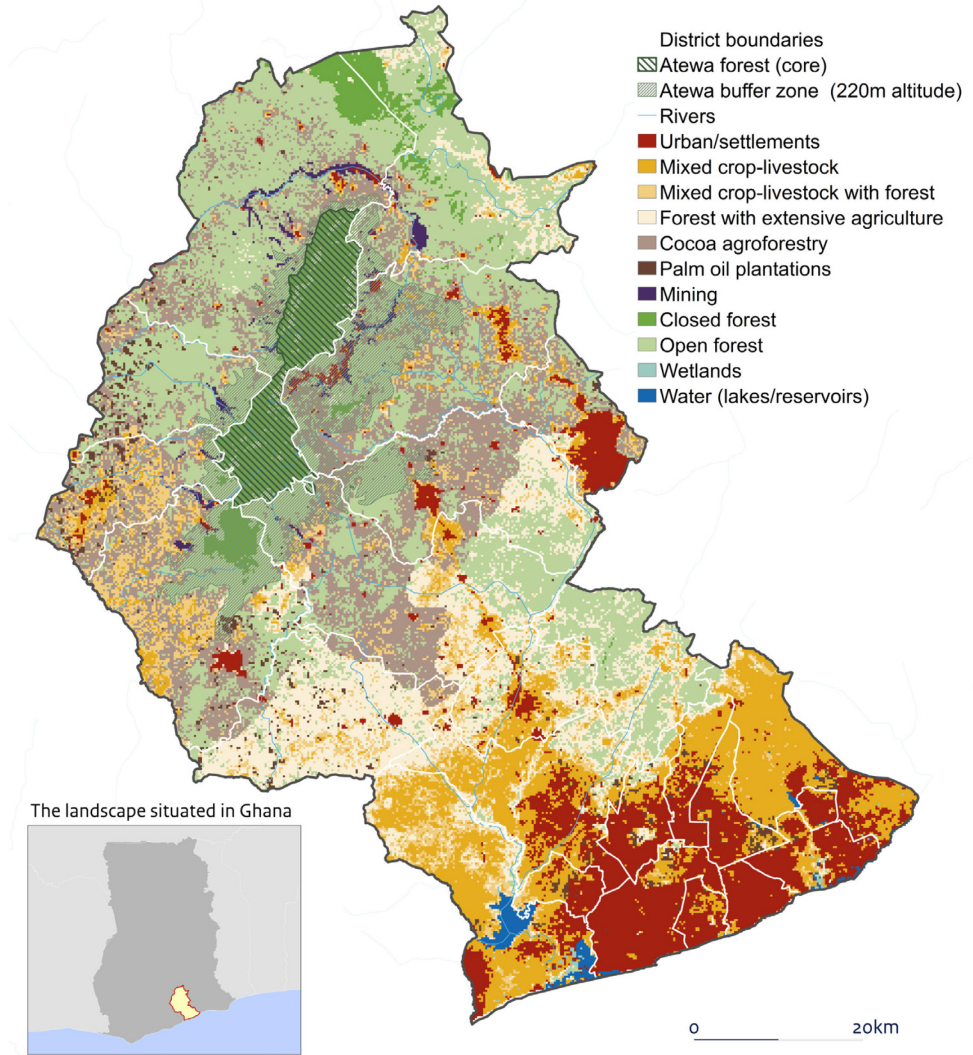 District boundaries
Atewa forest (core)
Atewa buffer zone (220m altitude)
Rivers
Urban/settlements
Mixed crop-livestock
Mixed crop-livestock with forest
Forest with extensive agriculture
Cocoa agroforestry
Palm oil plantations
Mining
Closed forest
Open forest
Wetlands
Water (lakes/reservoirs)
The landscape situated in Ghana
0 20km